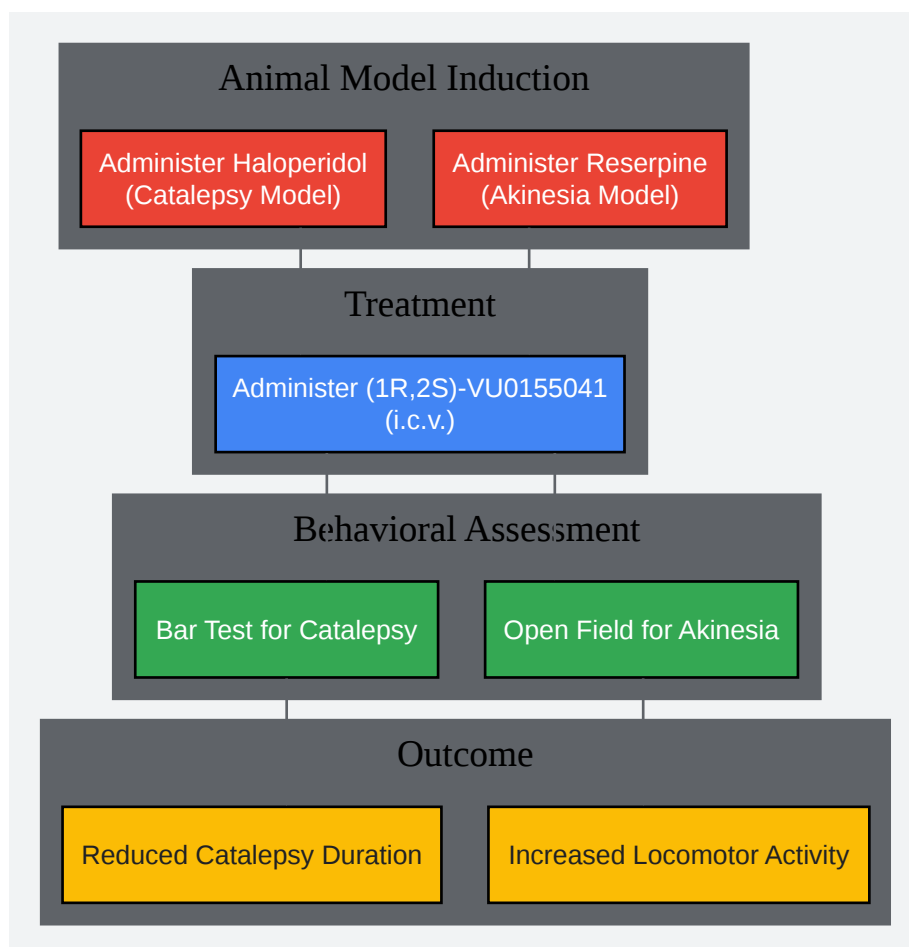 Animal Model Induction
Administer Haloperidol
(Catalepsy Model)
Administer Reserpine
(Akinesia Model)
Treatment
Administer (1R,2S)-VU0155041
(i.c.v.)
Behavioral Assessment
Bar Test for Catalepsy
Open Field for Akinesia
Outcome
Reduced Catalepsy Duration
Increased Locomotor Activity